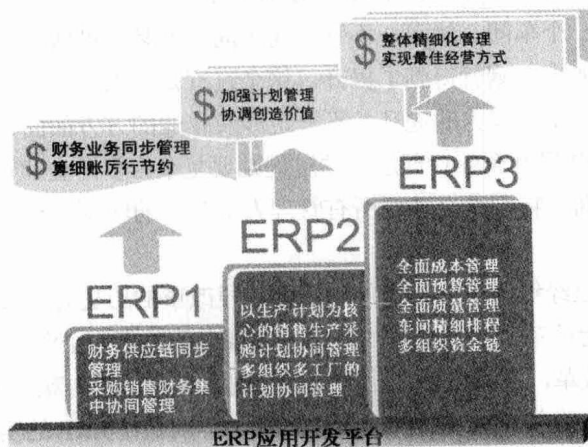 $ 整体精细化管理
实现最佳经营方式
$ 加强计划管理
协调创造价值
$ 财务业务同步管理
算细账厉行节约
ERP3
ERP2
ERP1
全面成本管理
全面预算管理
全面质量管理
车间精细排程
多组织资金链
以生产计划为核
心的销售生产采
购计划协同管理
多组织多工厂的
计划协同管理
财务供应链同步
管理
采购销售财务集
中协同管理
ERP应用开发平台